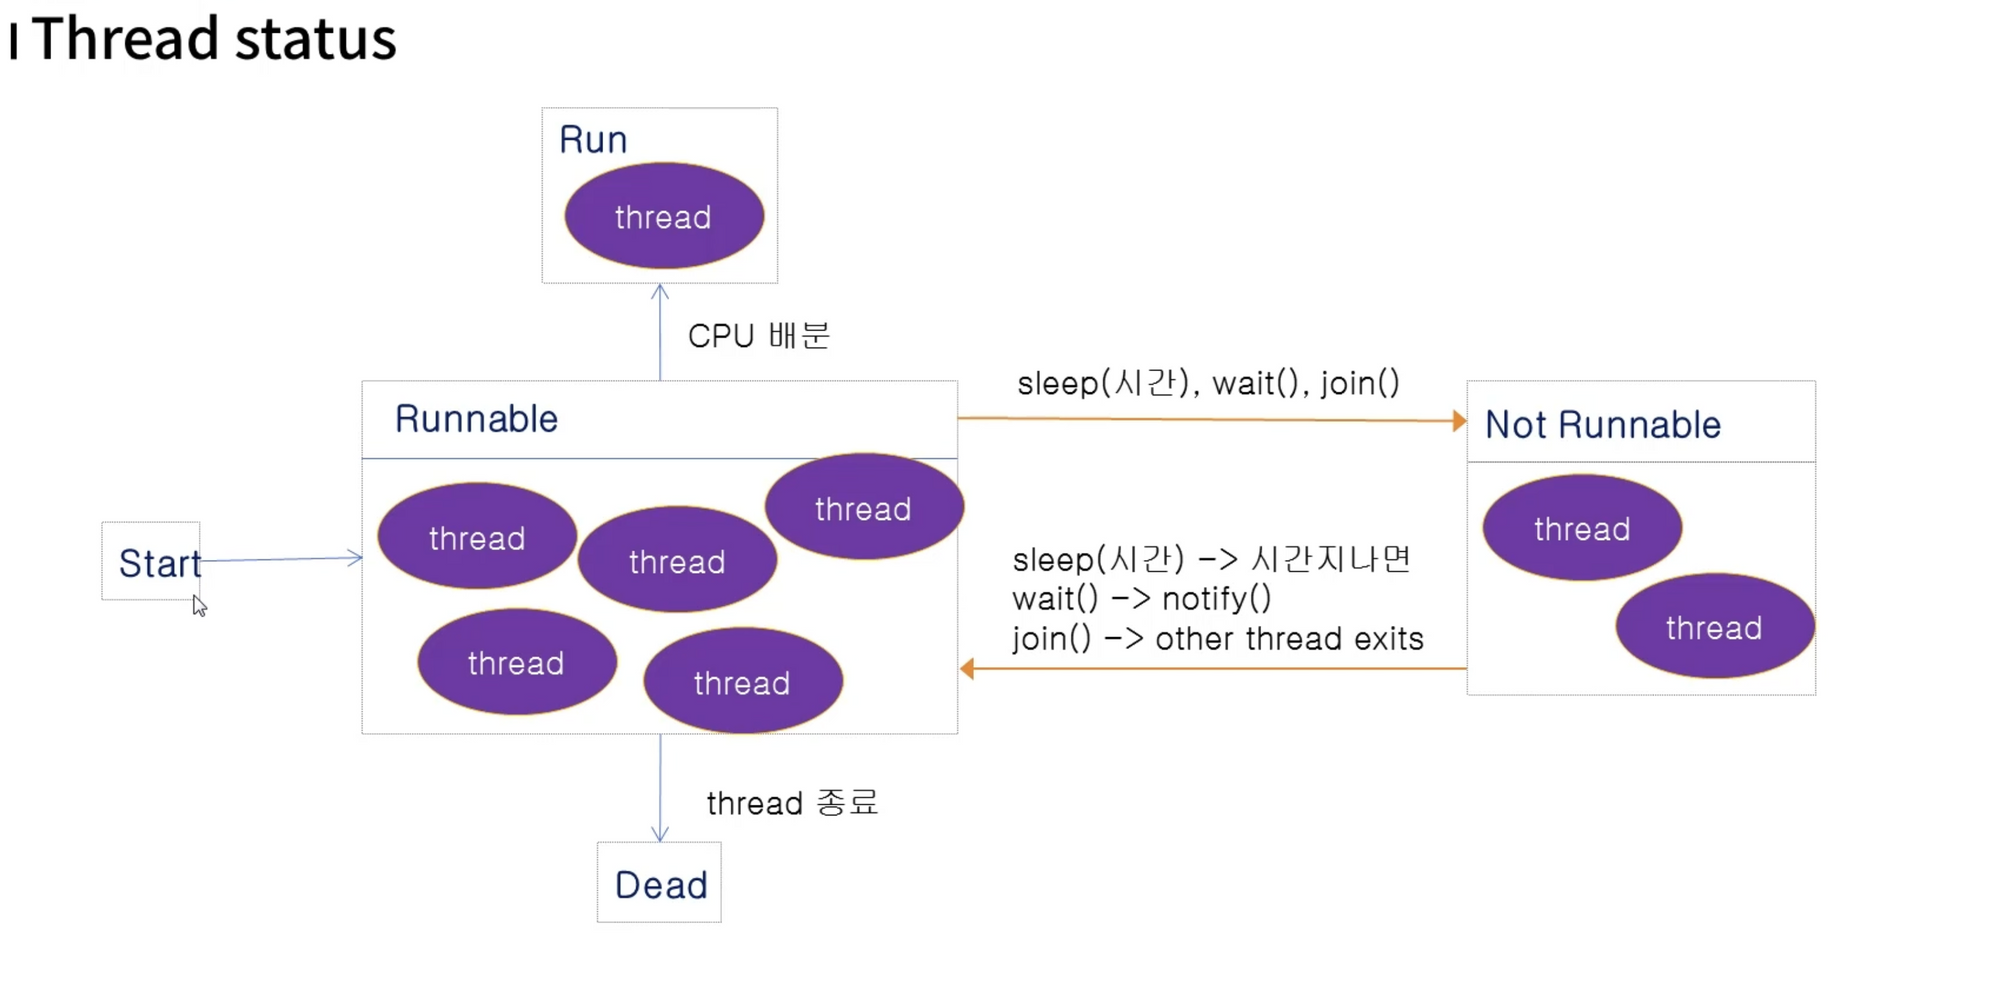 Thread status
Run
thread
CPU 배분
sleep(시간), wait(), join()
Runnable
Not Runnable
thread
thread
thread
thread
thread
Start
sleep(시간) -> 시간지나면
wait() -> notify()
join() -> other thread exits
thread
thread
thread 종료
Dead